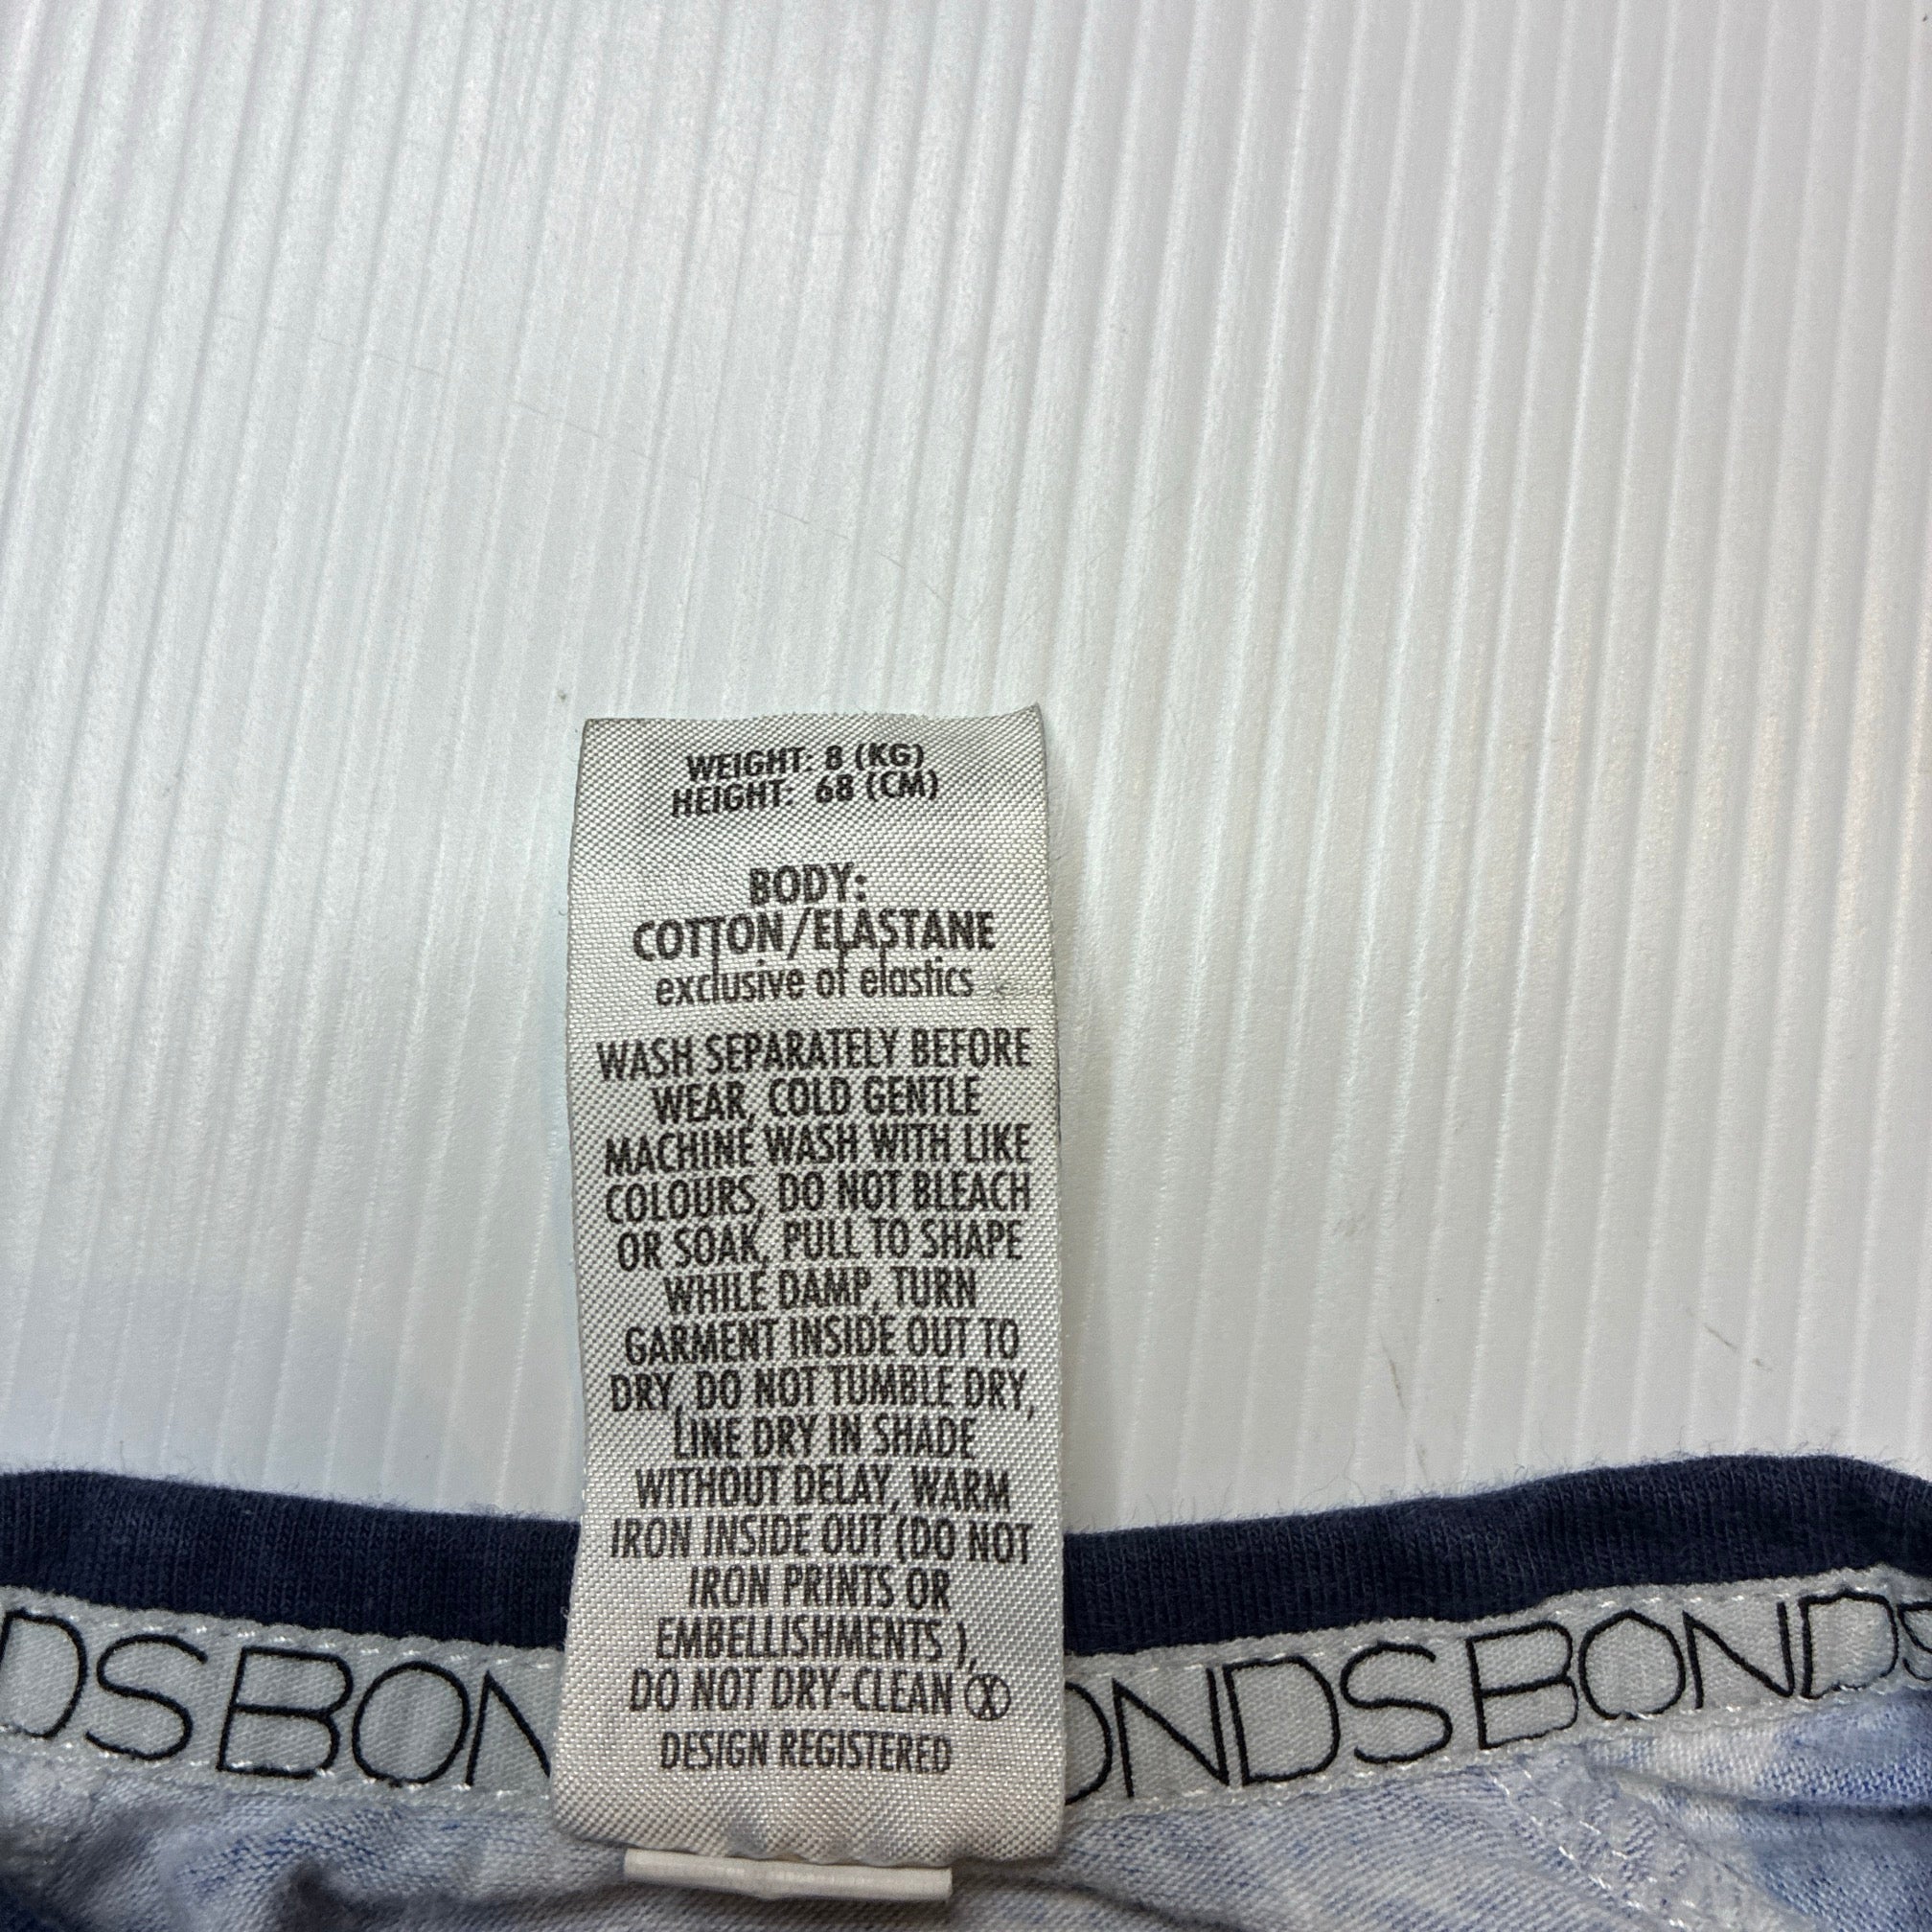 WEIGHT: 8 (KG)
HEIGHT: 68 (CM)
BODY:
COTTON/ELASTANE
exclusive of elastics
WASH SEPARATELY BEFORE
WEAR, COLD GENTLE
MACHINE WASH WITH LIKE
COLOURS, DO NOT BLEACH
OR SOAK, PULL TO SHAPE
WHILE DAMP, TURN
GARMENT INSIDE OUT TO
DRY, DO NOT TUMBLE DRY,
LINE DRY IN SHADE
WITHOUT DELAY, WARM
IRON INSIDE OUT (DO NOT
IRON PRINTS OR
EMBELLISHMENTS ),
DO NOT DRY-CLEAN
DESIGN REGISTERED
DSBON ONDSBONDS